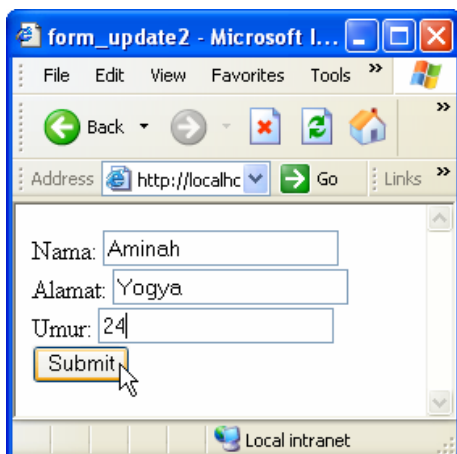 form_update2 - Microsoft I...
File Edit View Favorites Tools »
Back »
Address http://localhc Go Links »
Nama: Aminah
Alamat: Yogya
Umur: 24
Submit
Local intranet